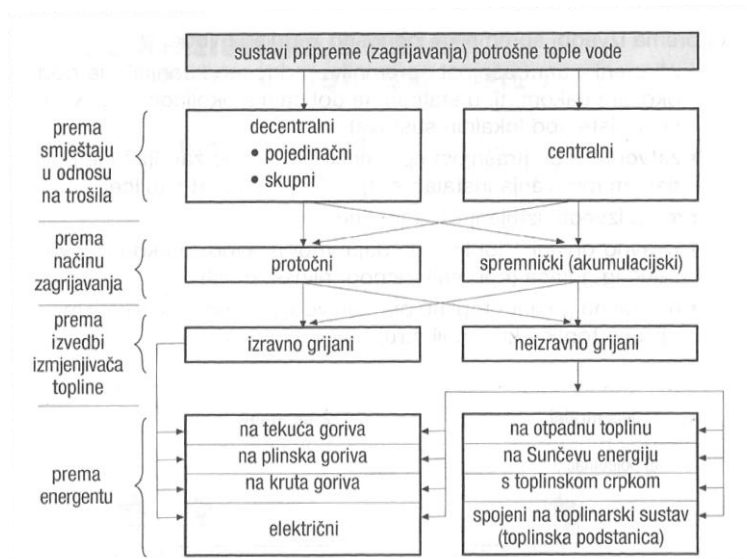 sustavi pripreme (zagrijavanja) potrošne tople vode
prema
smještaju
u odnosu
na trošila
decentralni
• pojedinačni
• skupni
centralni
prema
načinu
zagrijavanja
protočni
spremnički (akumulacijski)
prema
izvedbi
izmjenjivača
topline
izravno grijani
neizravno grijani
prema
energentu
na tekuća goriva
na plinska goriva
na kruta goriva
električni
na otpadnu toplinu
na Sunčevu energiju
s toplinskom crpkom
spojeni na toplinarski sustav
(toplinska podstanica)